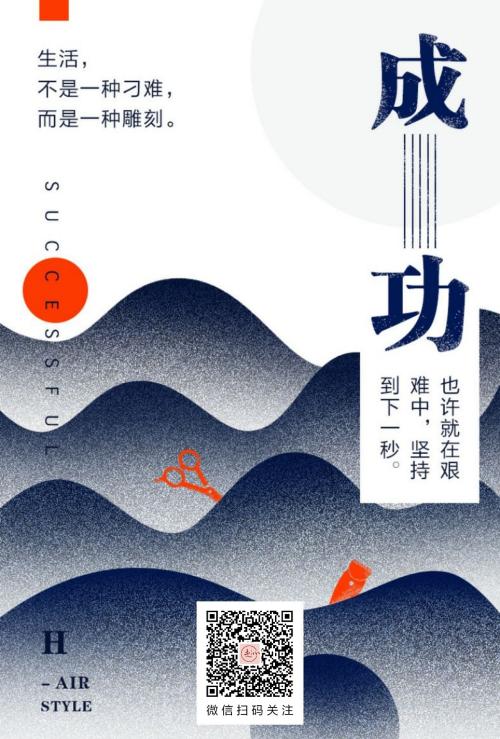 生活，
不是一种刁难，
而是一种雕刻。
成功
SUCCESSFUL
也许就在艰
难中，坚持
到下一秒。
H
– AIR
STYLE
微信扫码关注